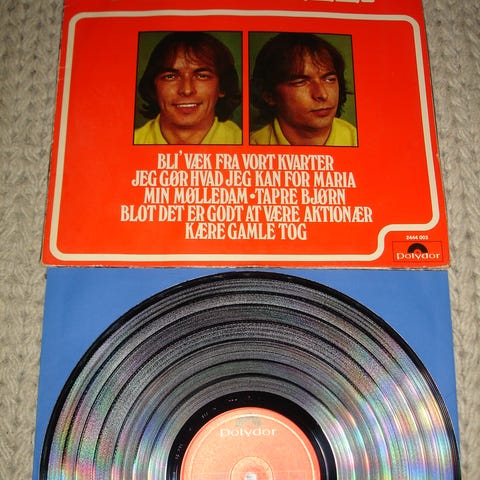 BLI' VÆK FRA VORT KVARTER
JEG GØR HVAD JEG KAN FOR MARIA
MIN MØLLEDAM • TAPRE BJØRN
BLOT DET ER GODT AT VÆRE AKTIONÆR
KÆRE GAMLE TOG
2444 003
Polydor
Polydor